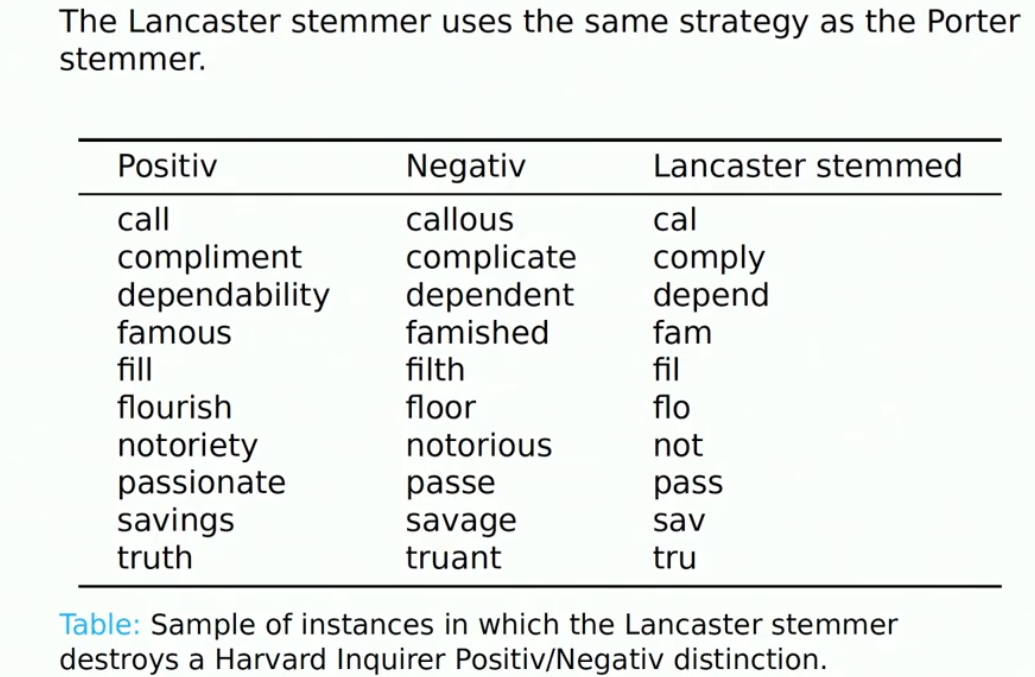 The Lancaster stemmer uses the same strategy as the Porter
stemmer.
Positiv Negativ Lancaster stemmed
call callous cal
compliment complicate comply
dependability dependent depend
famous famished fam
fill filth fil
flourish floor flo
notoriety notorious not
passionate passe pass
savings savage sav
truth truant tru
Table: Sample of instances in which the Lancaster stemmer
destroys a Harvard Inquirer Positiv/Negativ distinction.